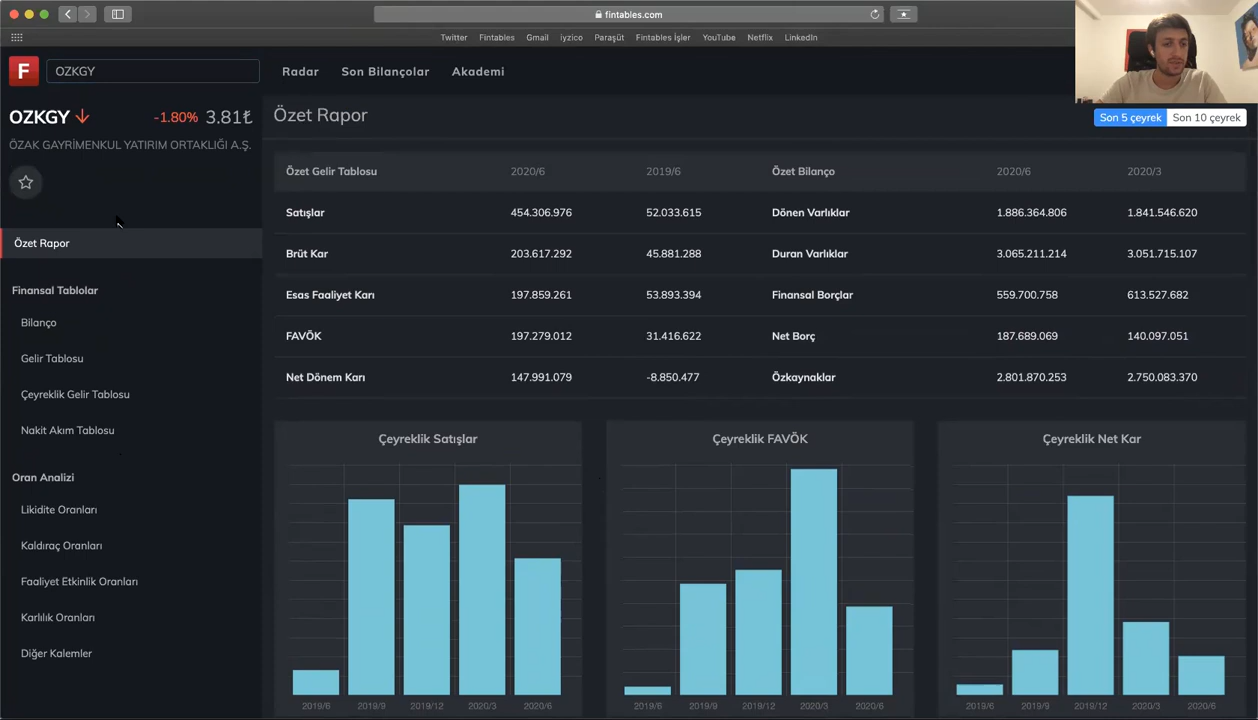 fintables.com
Twitter Fintables Gmail iyzico Paraşüt Fintables İşler YouTube Netflix LinkedIn
F OZKGY Radar Son Bilançolar Akademi
OZKGY -1.80% 3.81₺
ÖZAK GAYRİMENKUL YATIRIM ORTAKLIĞI A.Ş.
Özet Rapor
Finansal Tablolar
Bilanço
Gelir Tablosu
Çeyreklik Gelir Tablosu
Nakit Akım Tablosu
Oran Analizi
Likidite Oranları
Kaldıraç Oranları
Faaliyet Etkinlik Oranları
Karlılık Oranları
Diğer Kalemler
Özet Rapor Son 5 çeyrek Son 10 çeyrek
Özet Gelir Tablosu 2020/6 2019/6 Özet Bilanço 2020/6 2020/3
Satışlar 454.306.976 52.033.615 Dönen Varlıklar 1.886.364.806 1.841.546.620
Brüt Kar 203.617.292 45.881.288 Duran Varlıklar 3.065.211.214 3.051.715.107
Esas Faaliyet Karı 197.859.261 53.893.394 Finansal Borçlar 559.700.758 613.527.682
FAVÖK 197.279.012 31.416.622 Net Borç 187.689.069 140.097.051
Net Dönem Karı 147.991.079 -8.850.477 Özkaynaklar 2.801.870.253 2.750.083.370
Çeyreklik Satışlar
2019/6 2019/9 2019/12 2020/3 2020/6
Çeyreklik FAVÖK
2019/6 2019/9 2019/12 2020/3 2020/6
Çeyreklik Net Kar
2019/6 2019/9 2019/12 2020/3 2020/6